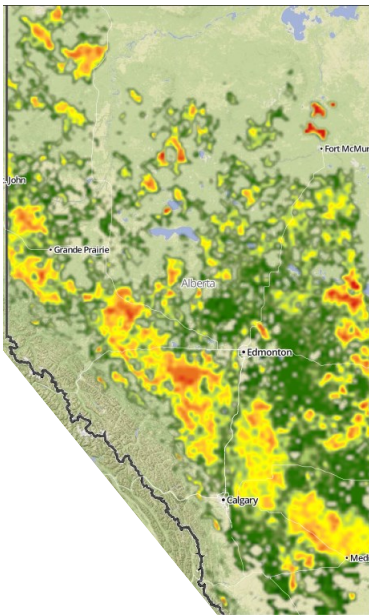 Fort McMur
. John
Grande Prairie
Alberta
Edmonton
Calgary
Med